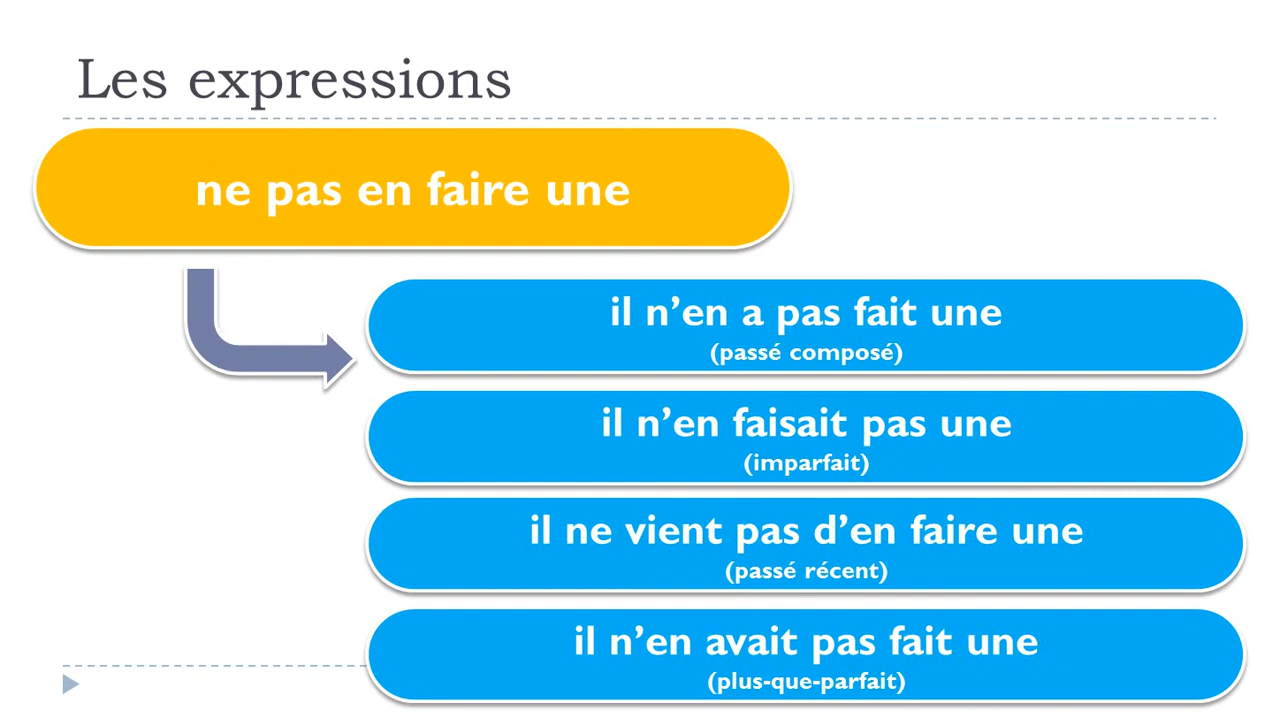 Les expressions
ne pas en faire une
il n’en a pas fait une
(passé composé)
il n’en faisait pas une
(imparfait)
il ne vient pas d’en faire une
(passé récent)
il n’en avait pas fait une
(plus-que-parfait)